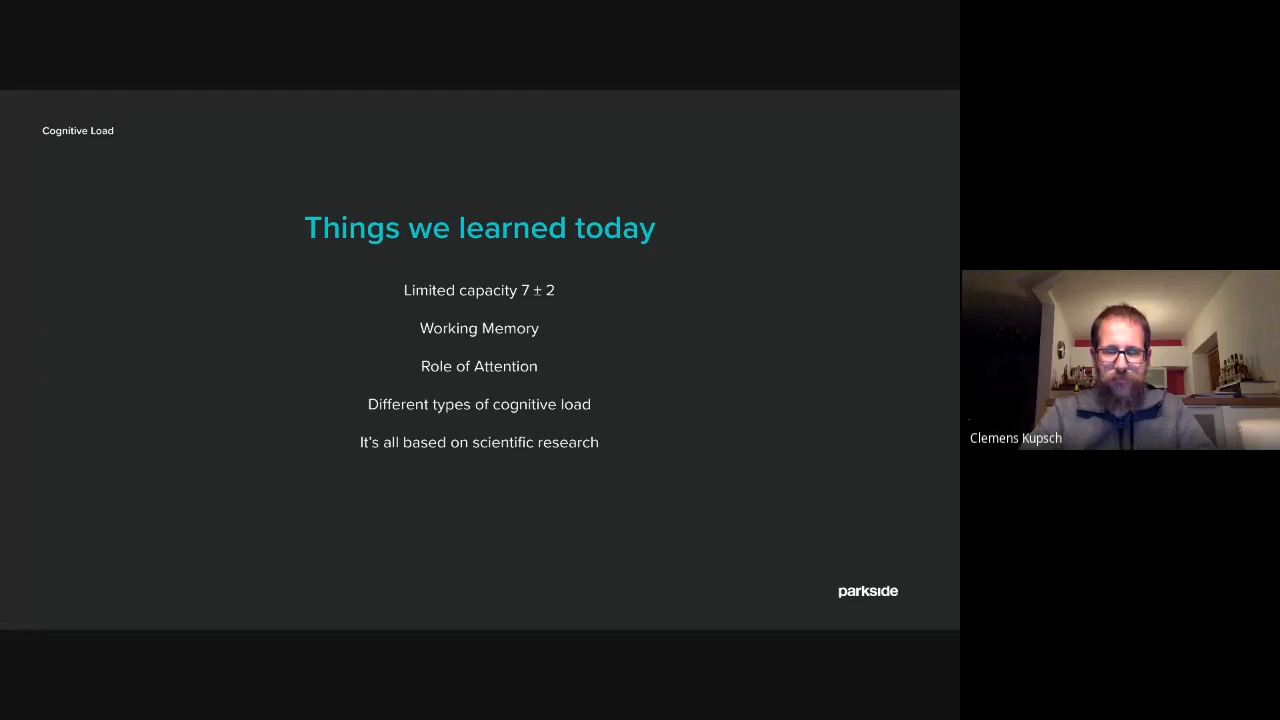 Cognitive Load
Things we learned today
Limited capacity 7 ± 2
Working Memory
Role of Attention
Different types of cognitive load
It's all based on scientific research
parkside
Clemens Kupsch